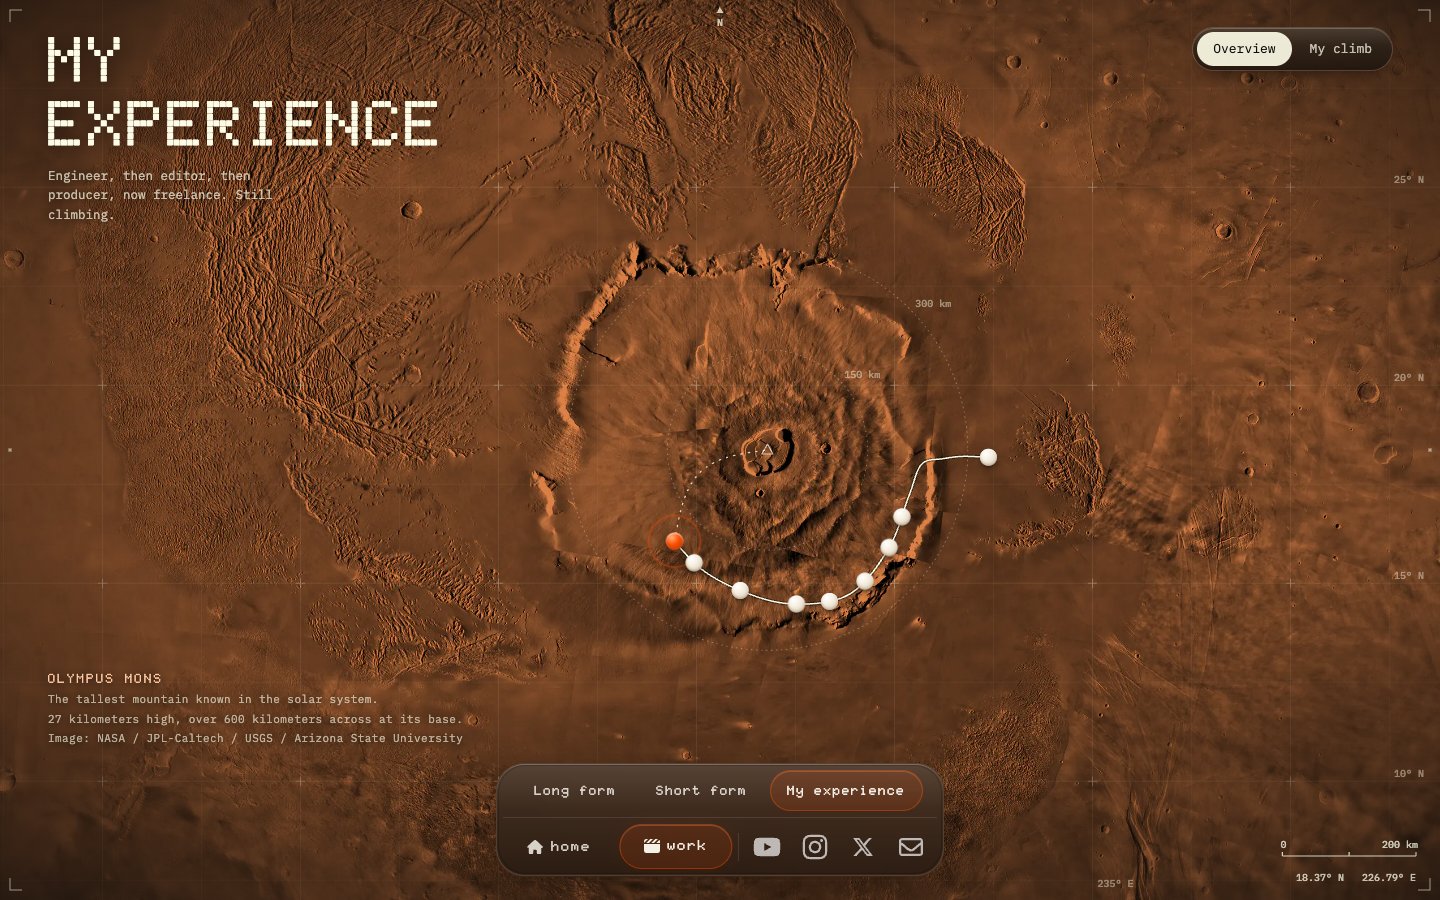 N
MY
EXPERIENCE
Engineer, then editor, then
producer, now freelance. Still
climbing.
Overview
My climb
25° N
300 km
150 km
20° N
15° N
OLYMPUS MONS
The tallest mountain known in the solar system.
27 kilometers high, over 600 kilometers across at its base.
Image: NASA / JPL-Caltech / USGS / Arizona State University
10° N
Long form
Short form
My experience
home
work
0
200 km
18.37° N
226.79° E
235° E